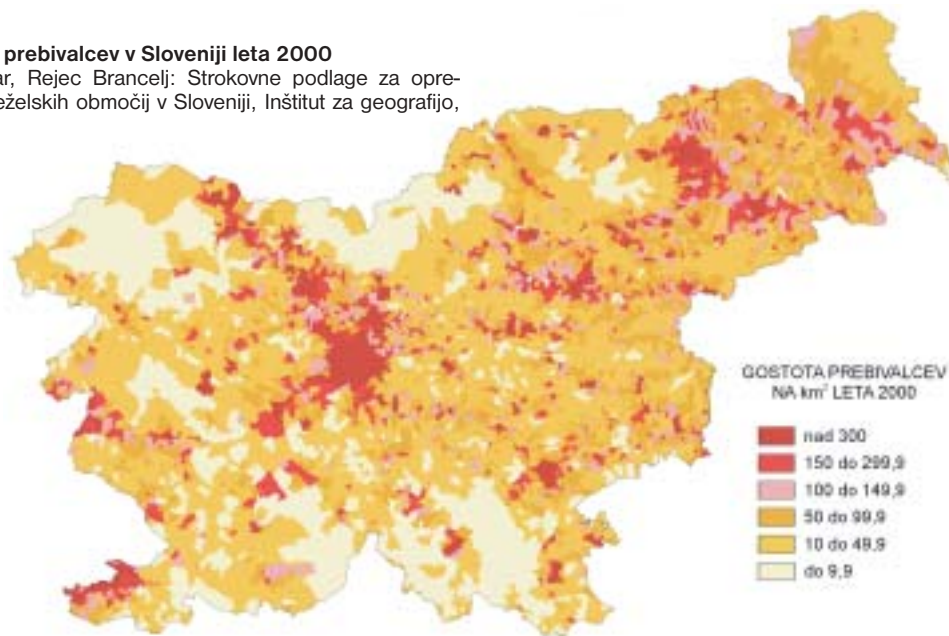 prebivalcev v Sloveniji leta 2000
ar, Rejec Brancelj: Strokovne podlage za opre-
eželskih območij v Sloveniji, Inštitut za geografijo,
GOSTOTA PREBIVALCEV
NA km² LETA 2000
nad 300
150 do 299,9
100 do 149,9
50 do 99,9
10 do 49,9
do 9,9